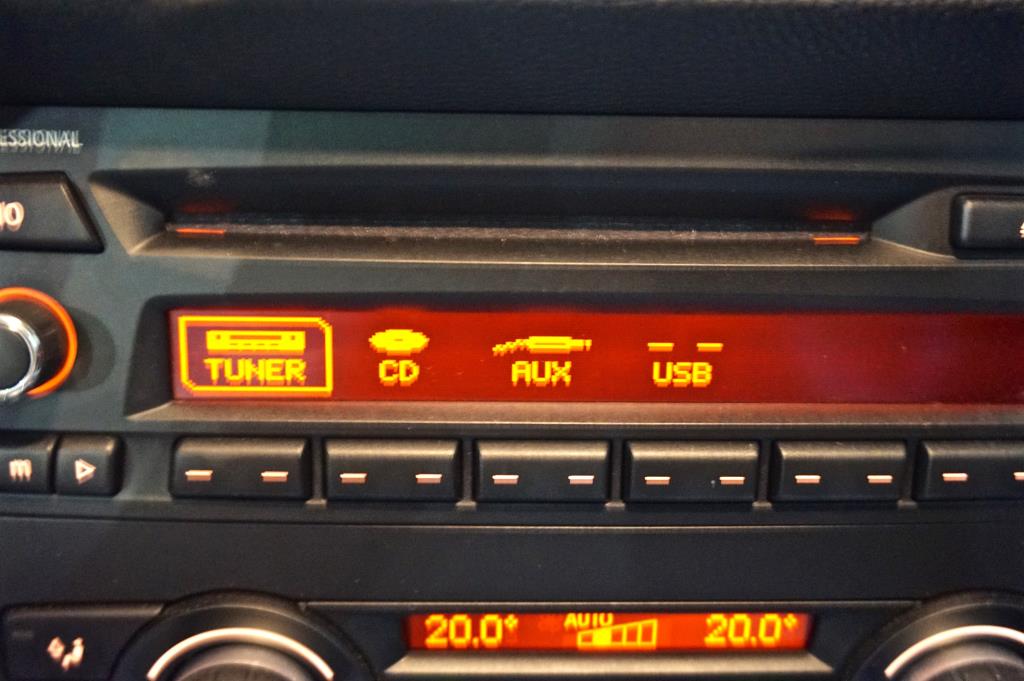 ESSIONAL
TUNER CD AUX USB
m
20.0° AUTO 20.0°